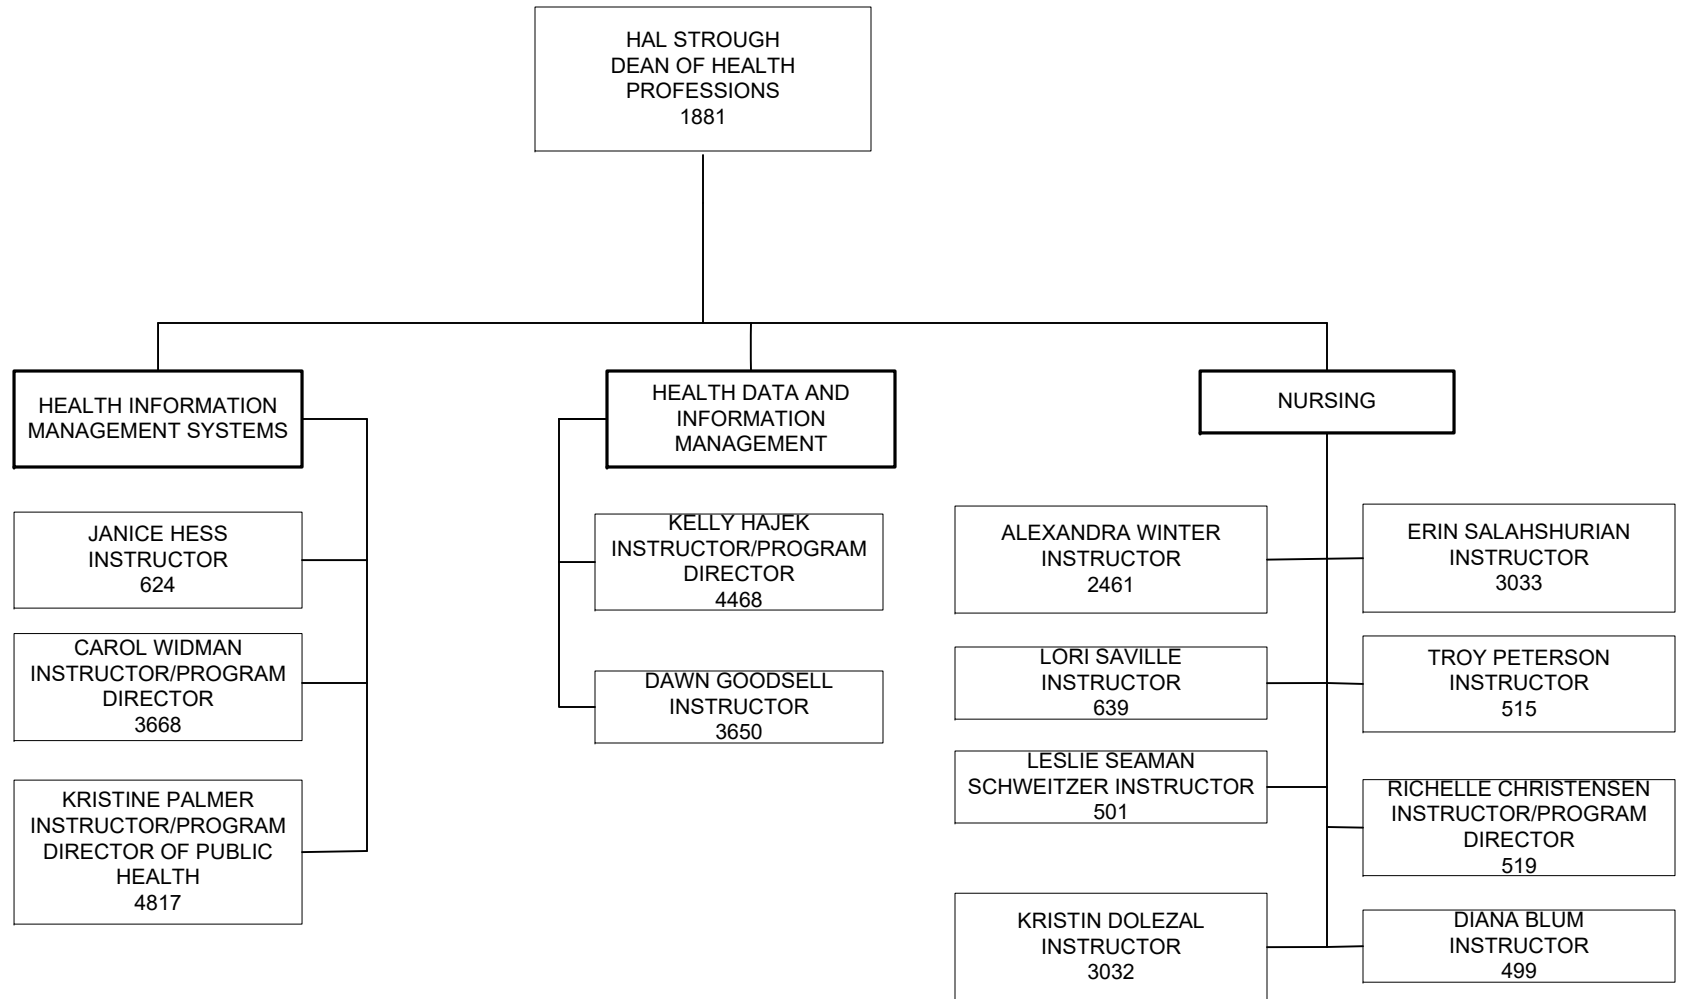 HAL STROUGH
DEAN OF HEALTH
PROFESSIONS
1881
HEALTH INFORMATION
MANAGEMENT SYSTEMS
JANICE HESS
INSTRUCTOR
624
CAROL WIDMAN
INSTRUCTOR/PROGRAM
DIRECTOR
3668
KRISTINE PALMER
INSTRUCTOR/PROGRAM
DIRECTOR OF PUBLIC
HEALTH
4817
HEALTH DATA AND
INFORMATION
MANAGEMENT
KELLY HAJEK
INSTRUCTOR/PROGRAM
DIRECTOR
4468
DAWN GOODSELL
INSTRUCTOR
3650
NURSING
ALEXANDRA WINTER
INSTRUCTOR
2461
ERIN SALAHSHURIAN
INSTRUCTOR
3033
LORI SAVILLE
INSTRUCTOR
639
TROY PETERSON
INSTRUCTOR
515
LESLIE SEAMAN
SCHWEITZER INSTRUCTOR
501
RICHELLE CHRISTENSEN
INSTRUCTOR/PROGRAM
DIRECTOR
519
KRISTIN DOLEZAL
INSTRUCTOR
3032
DIANA BLUM
INSTRUCTOR
499